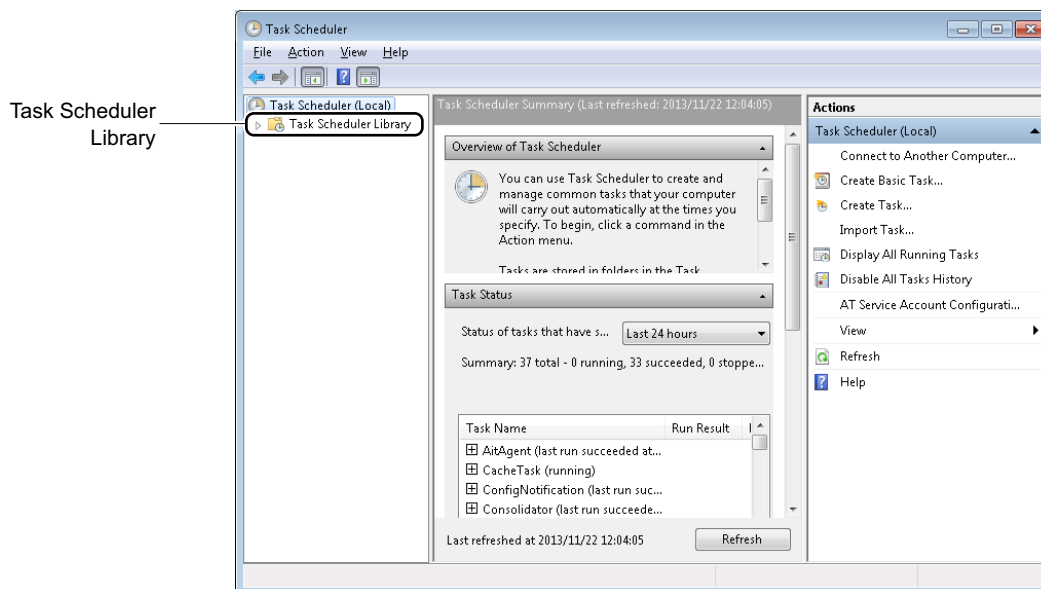 Task Scheduler
Library
Task Scheduler
File Action View Help
Task Scheduler (Local)
Task Scheduler Library
Task Scheduler Summary (Last refreshed: 2013/11/22 12:04:05)
Overview of Task Scheduler
You can use Task Scheduler to create and
manage common tasks that your computer
will carry out automatically at the times you
specify. To begin, click a command in the
Action menu.
Tasks are stored in folders in the Task
Task Status
Status of tasks that have s... Last 24 hours
Summary: 37 total - 0 running, 33 succeeded, 0 stoppe...
Task Name Run Result
AitAgent (last run succeeded at...
CacheTask (running)
ConfigNotification (last run suc...
Consolidator (last run succeede...
Last refreshed at 2013/11/22 12:04:05 Refresh
Actions
Task Scheduler (Local)
Connect to Another Computer...
Create Basic Task...
Create Task...
Import Task...
Display All Running Tasks
Disable All Tasks History
AT Service Account Configurati...
View
Refresh
Help